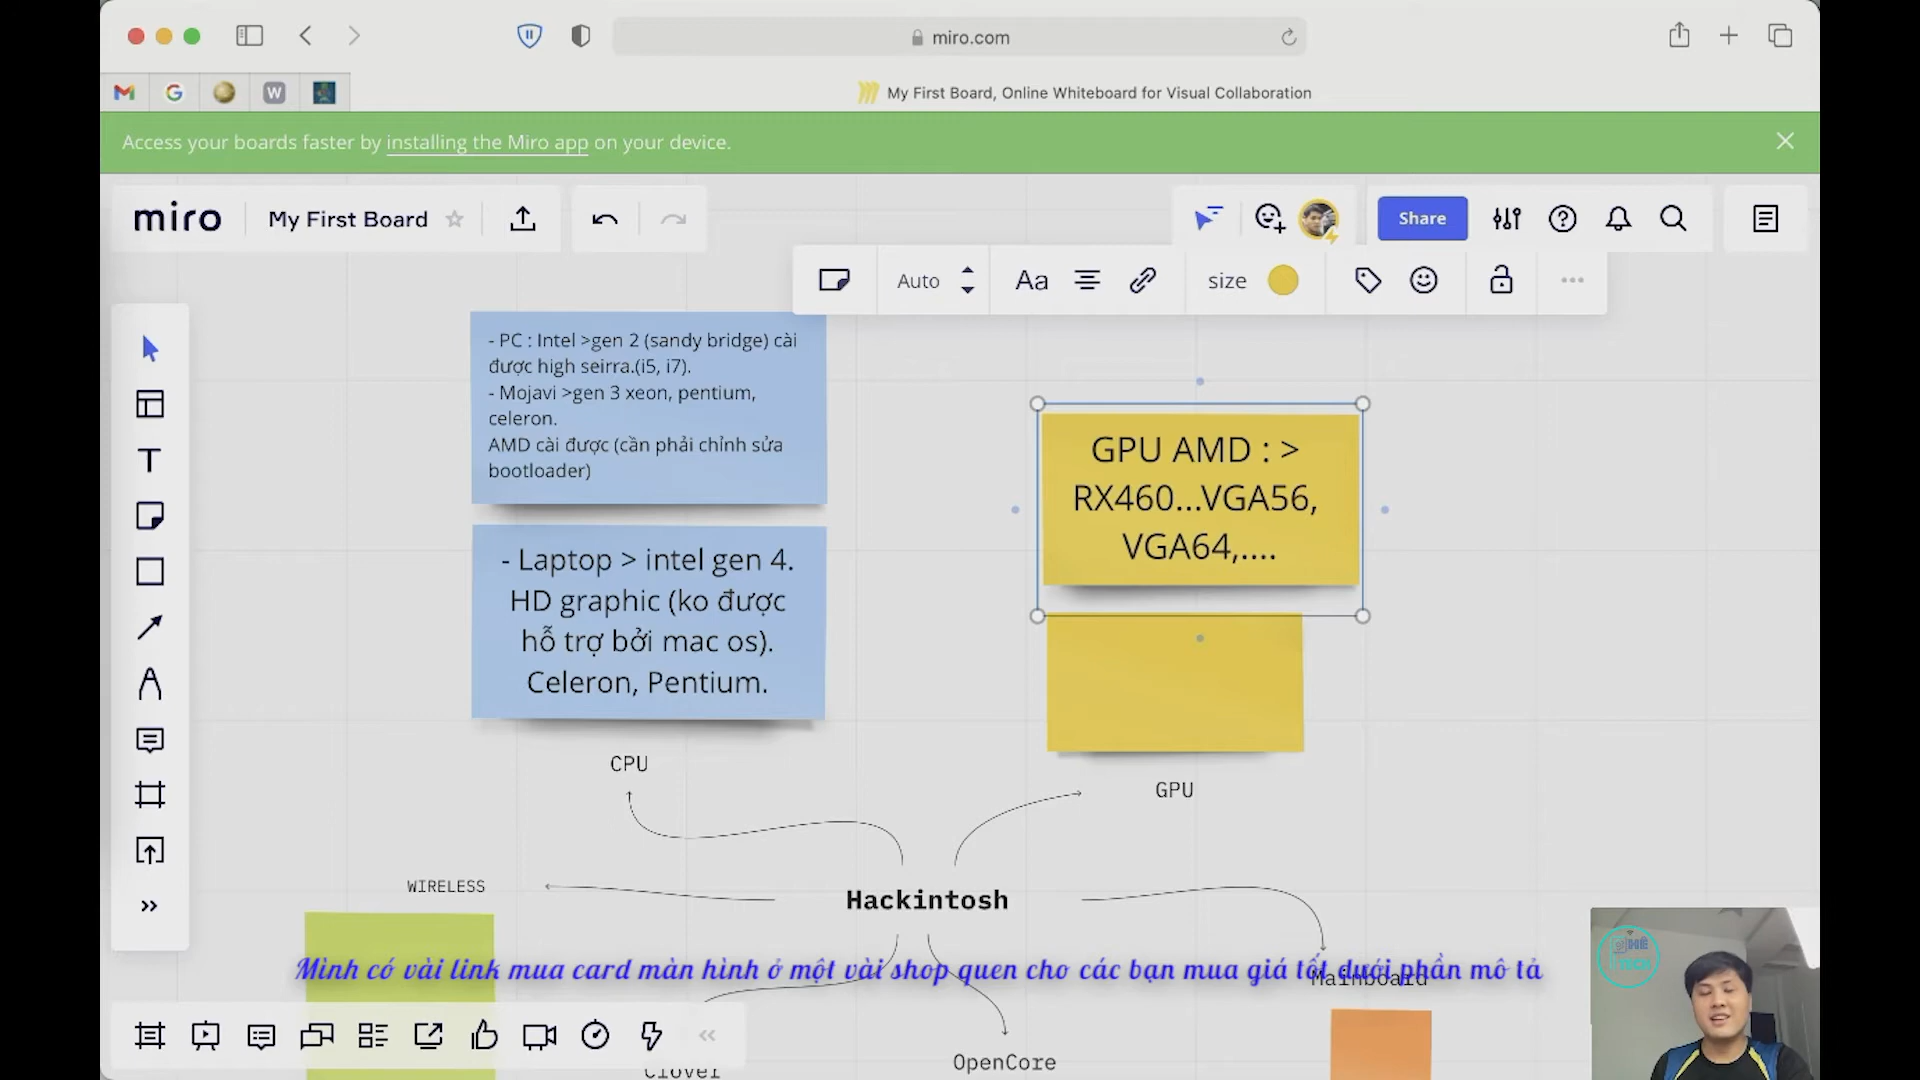 miro.com
W
My First Board, Online Whiteboard for Visual Collaboration
Access your boards faster by installing the Miro app on your device.
miro
My First Board
Share
Auto
Aa
size
- PC : Intel >gen 2 (sandy bridge) cài
được high seirra.(i5, i7).
- Mojavi >gen 3 xeon, pentium,
celeron.
AMD cài được (cần phải chỉnh sửa
bootloader)
GPU AMD : >
RX460...VGA56,
VGA64,....
- Laptop > intel gen 4.
HD graphic (ko được
hỗ trợ bởi mac os).
Celeron, Pentium.
CPU
GPU
WIRELESS
Hackintosh
Mình có vài link mua card màn hình ở một vài shop quen cho các bạn mua giá tốt dưới phần mô tả
Mainboard
OpenCore
Clover
TECH